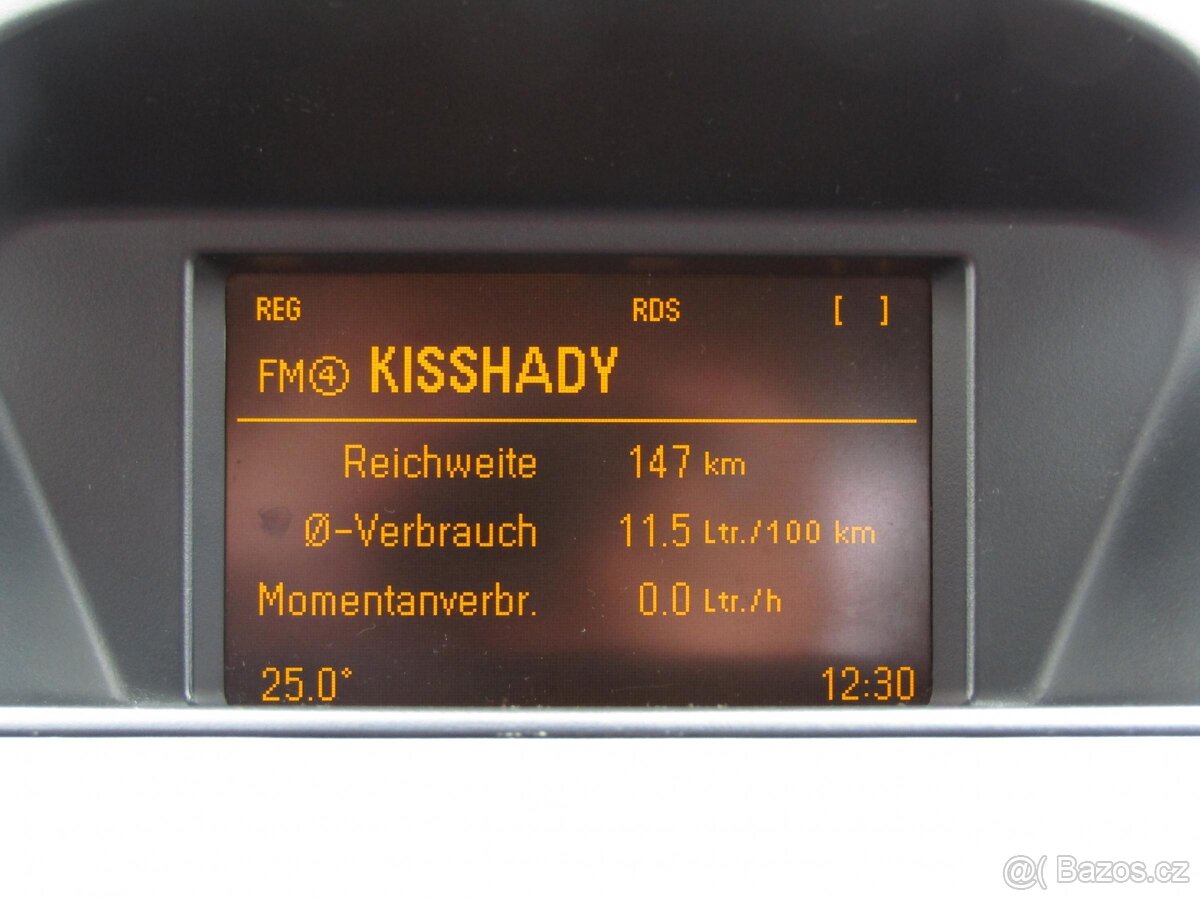 REG RDS [ ]
FM④ KISSHADY
Reichweite 147 km
Ø-Verbrauch 11.5 Ltr./100 km
Momentanverbr. 0.0 Ltr./h
25.0° 12:30
@( Bazos.cz